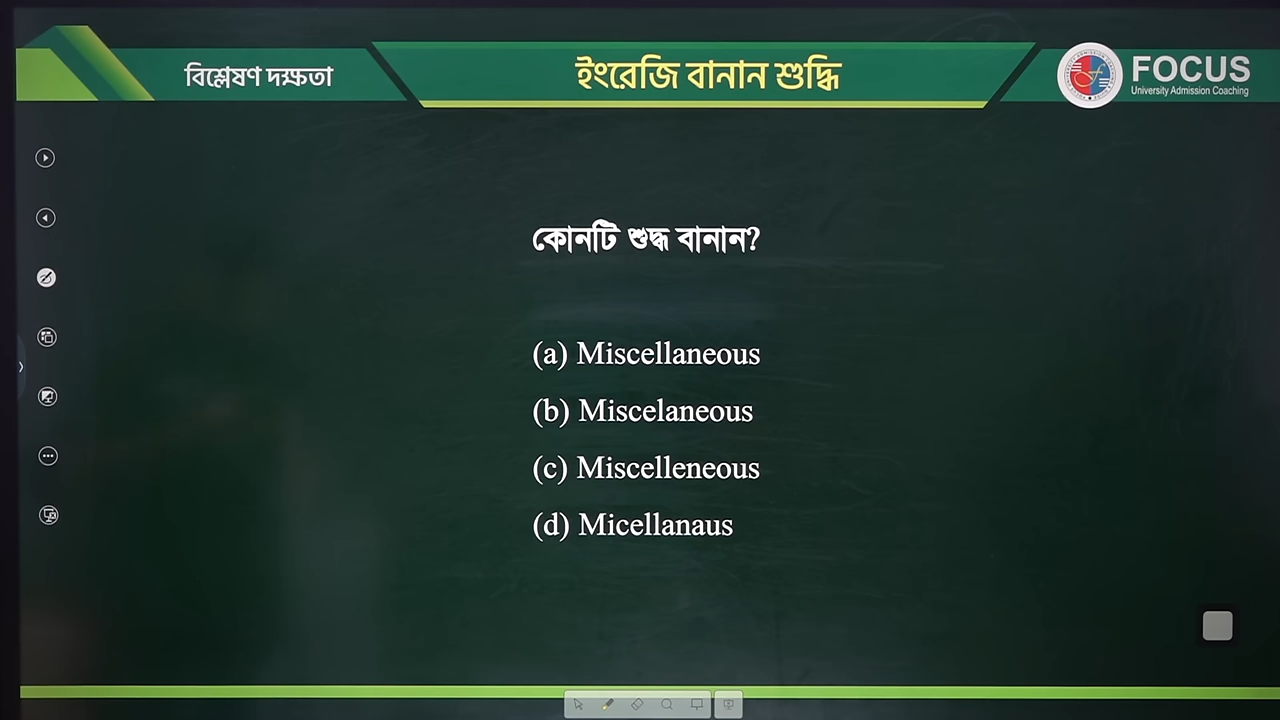 বিশ্লেষণ দক্ষতা
ইংরেজি বানান শুদ্ধি
FOCUS
University Admission Coaching
কোনটি শুদ্ধ বানান?
(a) Miscellaneous
(b) Miscelaneous
(c) Miscelleneous
(d) Micellanaus